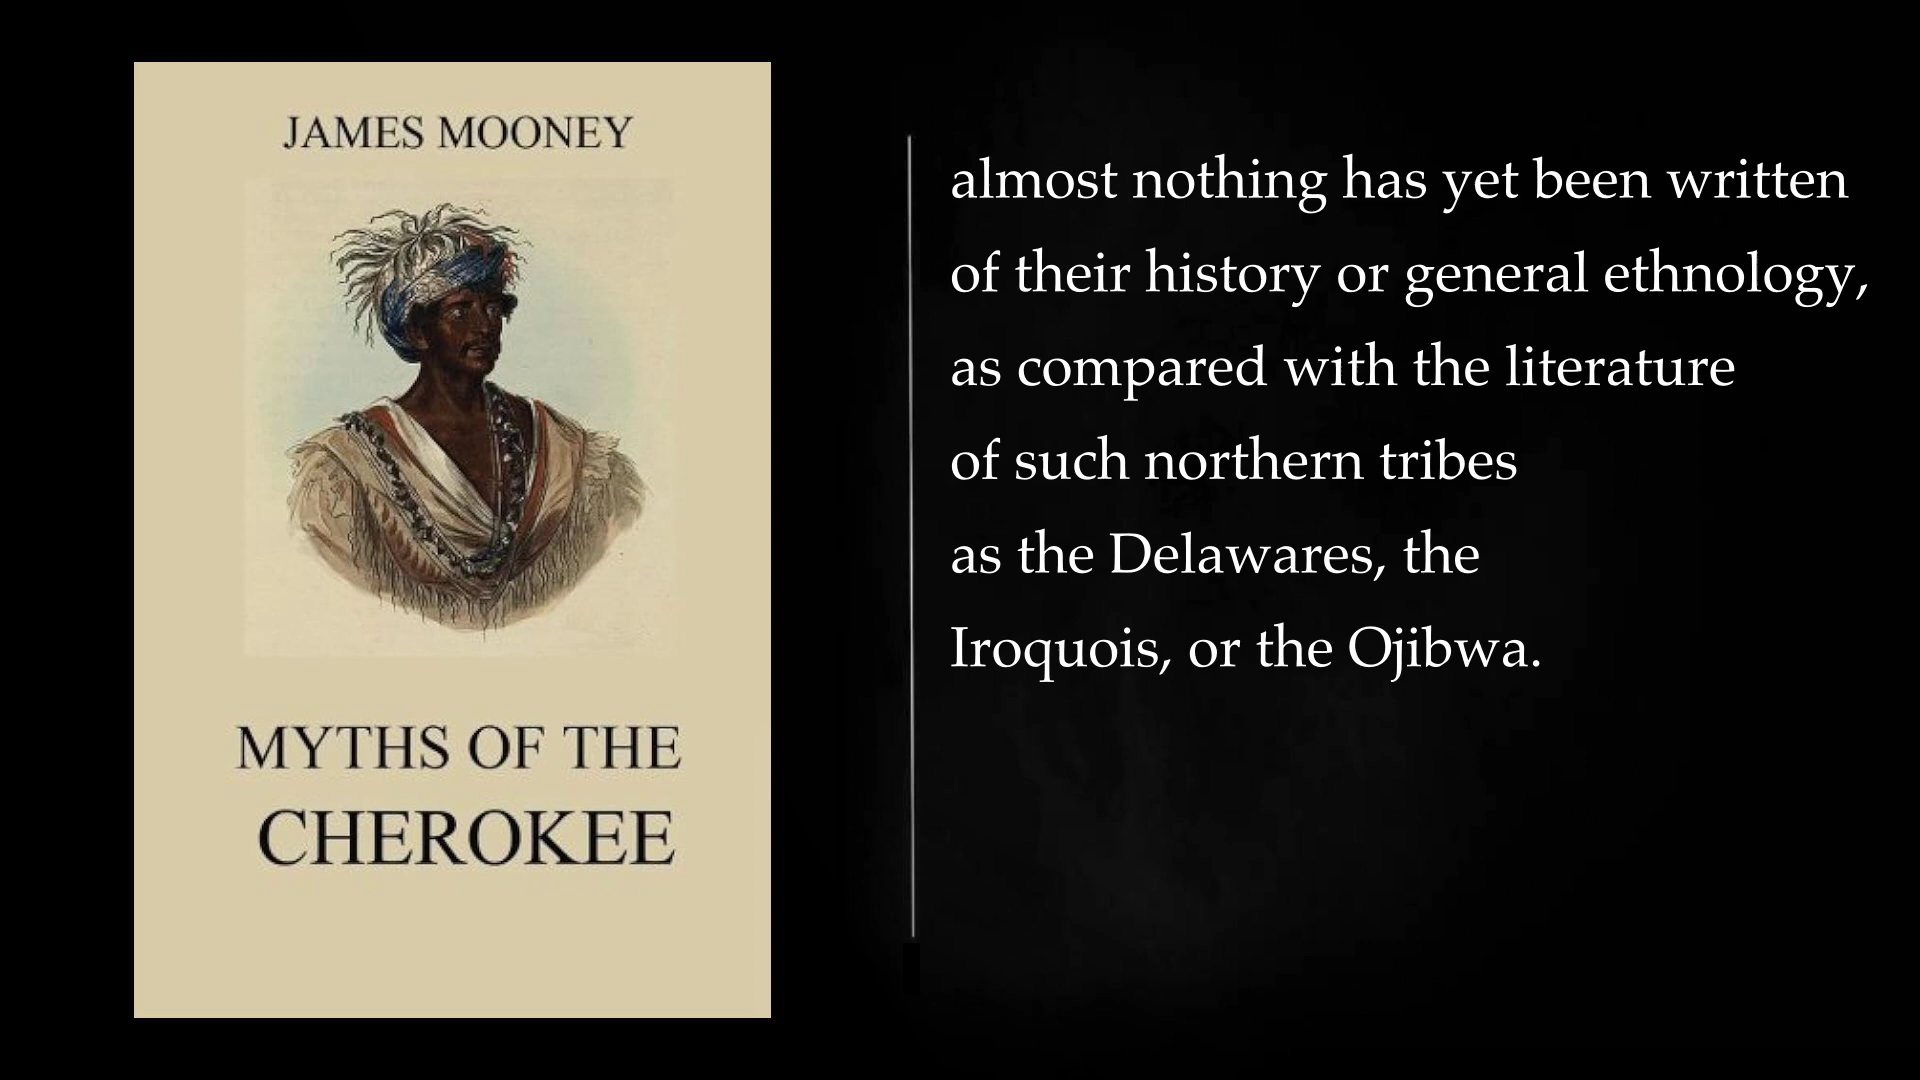 JAMES MOONEY
MYTHS OF THE
CHEROKEE
almost nothing has yet been written
of their history or general ethnology,
as compared with the literature
of such northern tribes
as the Delawares, the
Iroquois, or the Ojibwa.